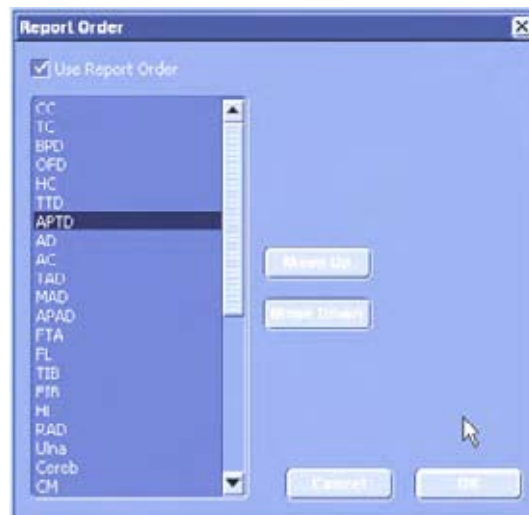 Report Order
Use Report Order
CC
TC
BPD
OFD
HC
TTD
APTD
AD
AC
TAD
MAD
APAD
FTA
FL
TIB
FIB
Hl
RAD
Ulna
Cereb
CM
Move Up
Move Down
Cancel
OK